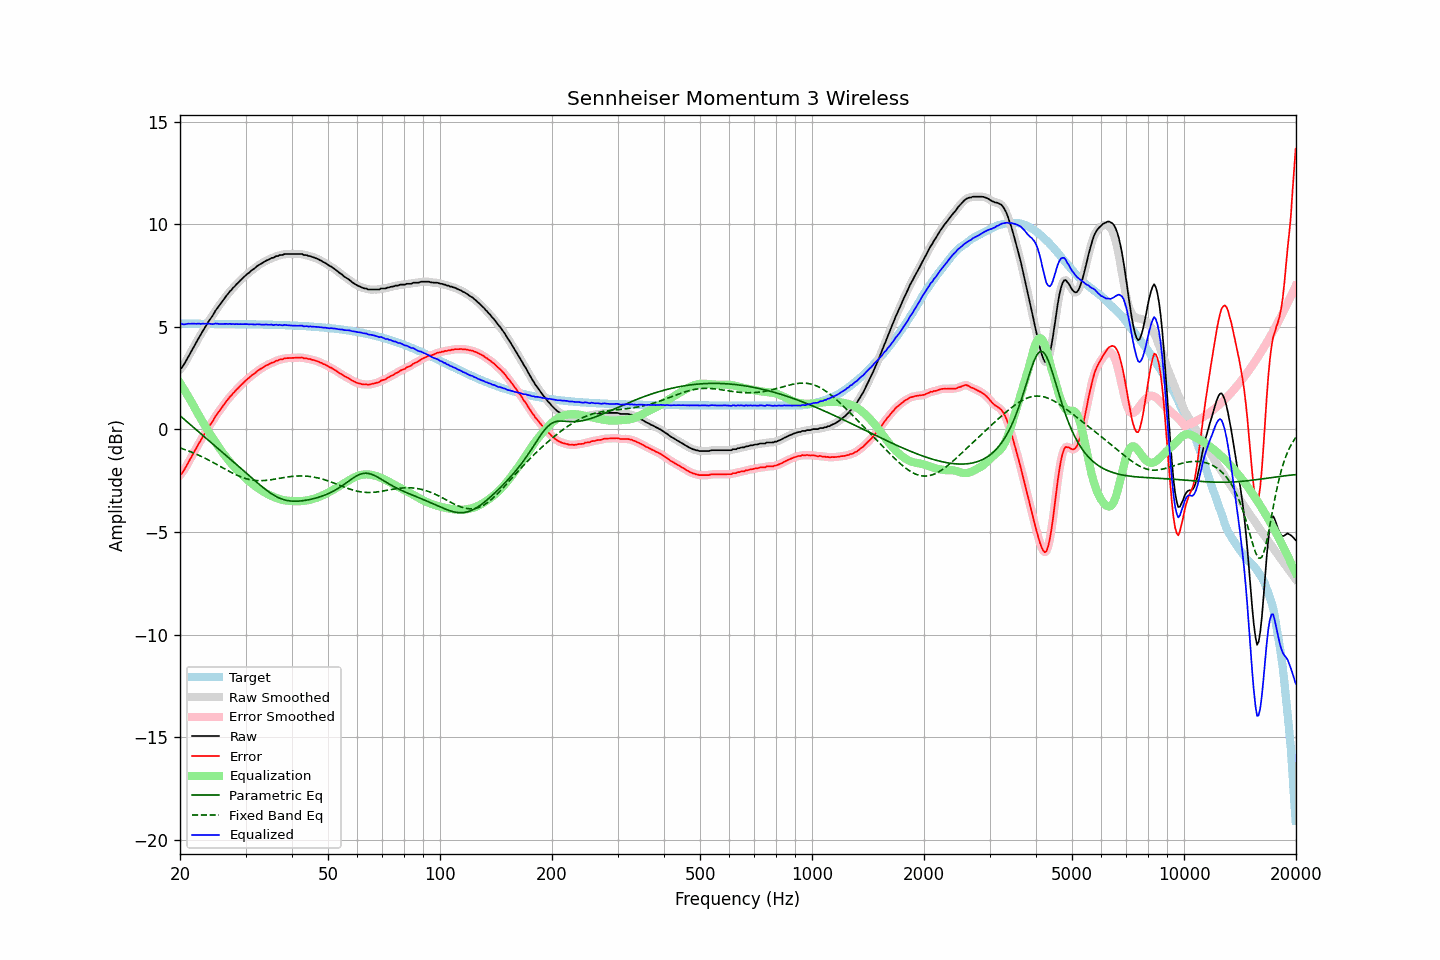 Sennheiser Momentum 3 Wireless
Amplitude (dBr)
15
10
5
0
−5
−10
−15
−20
Target
Raw Smoothed
Error Smoothed
Raw
Error
Equalization
Parametric Eq
Fixed Band Eq
Equalized
20 50 100 200 500 1000 2000 5000 10000 20000
Frequency (Hz)